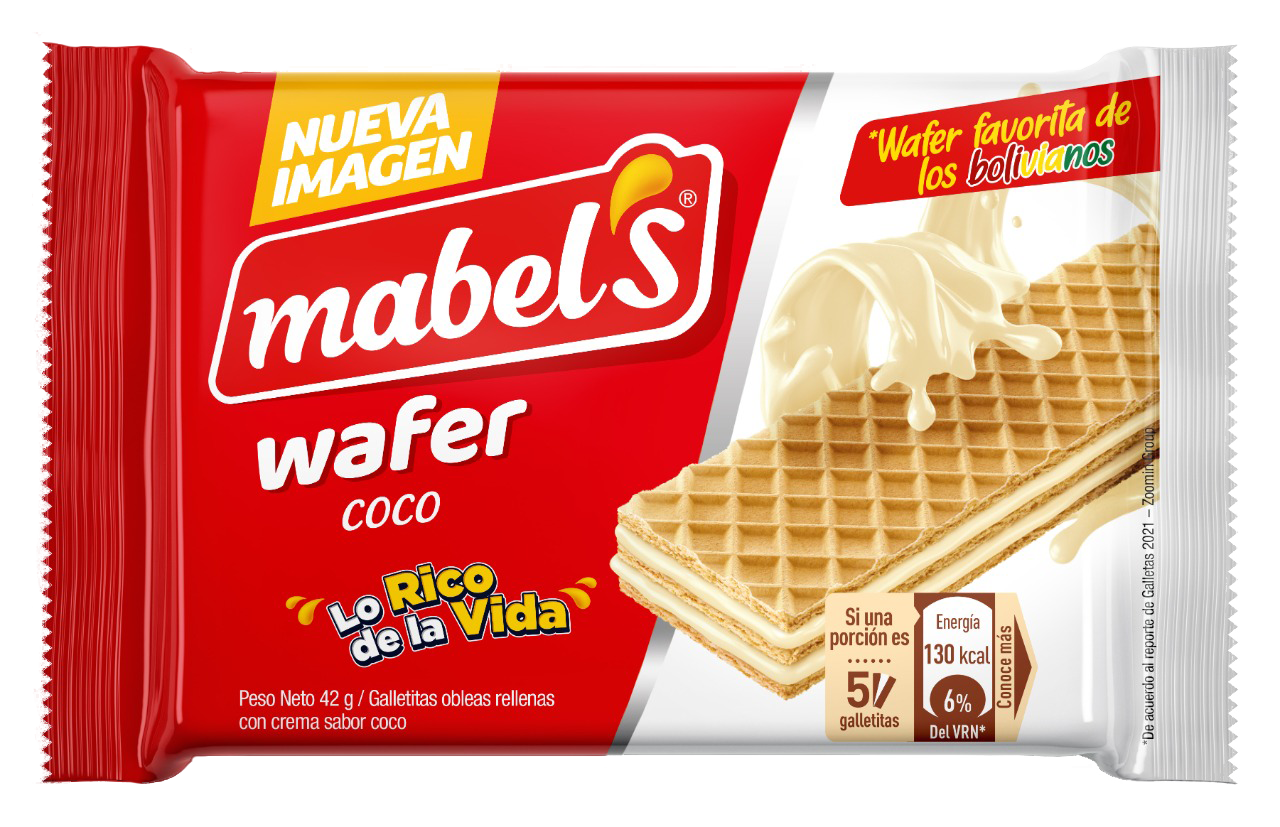 NUEVA
IMAGEN
mabel's®
wafer
coco
Lo Rico
de la Vida
Peso Neto 42 g / Galletitas obleas rellenas
con crema sabor coco
*Wafer favorita de
los bolivianos
Si una
porción es
......
5
galletitas
Energía
130 kcal
6%
Del VRN*
Conoce más
*De acuerdo al reporte de Galletas 2021 – Zoomin Group